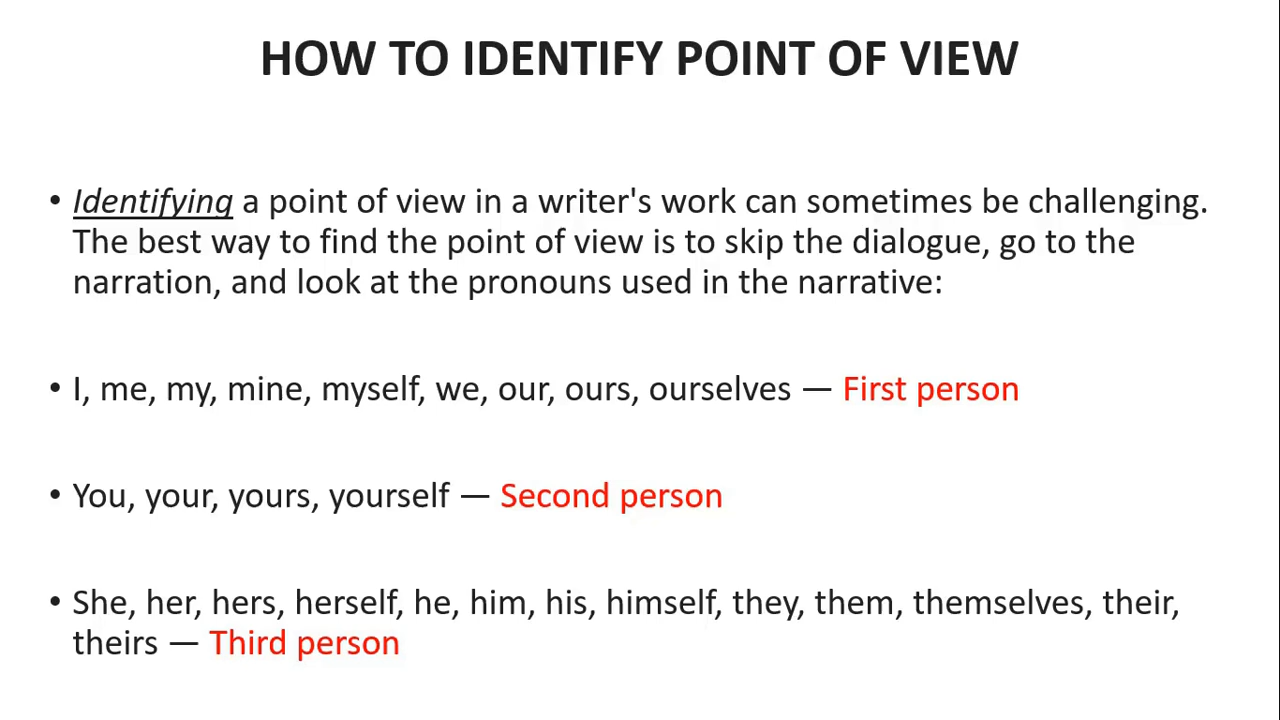 HOW TO IDENTIFY POINT OF VIEW
• Identifying a point of view in a writer's work can sometimes be challenging.
The best way to find the point of view is to skip the dialogue, go to the
narration, and look at the pronouns used in the narrative:
• I, me, my, mine, myself, we, our, ours, ourselves — First person
• You, your, yours, yourself — Second person
• She, her, hers, herself, he, him, his, himself, they, them, themselves, their,
theirs — Third person